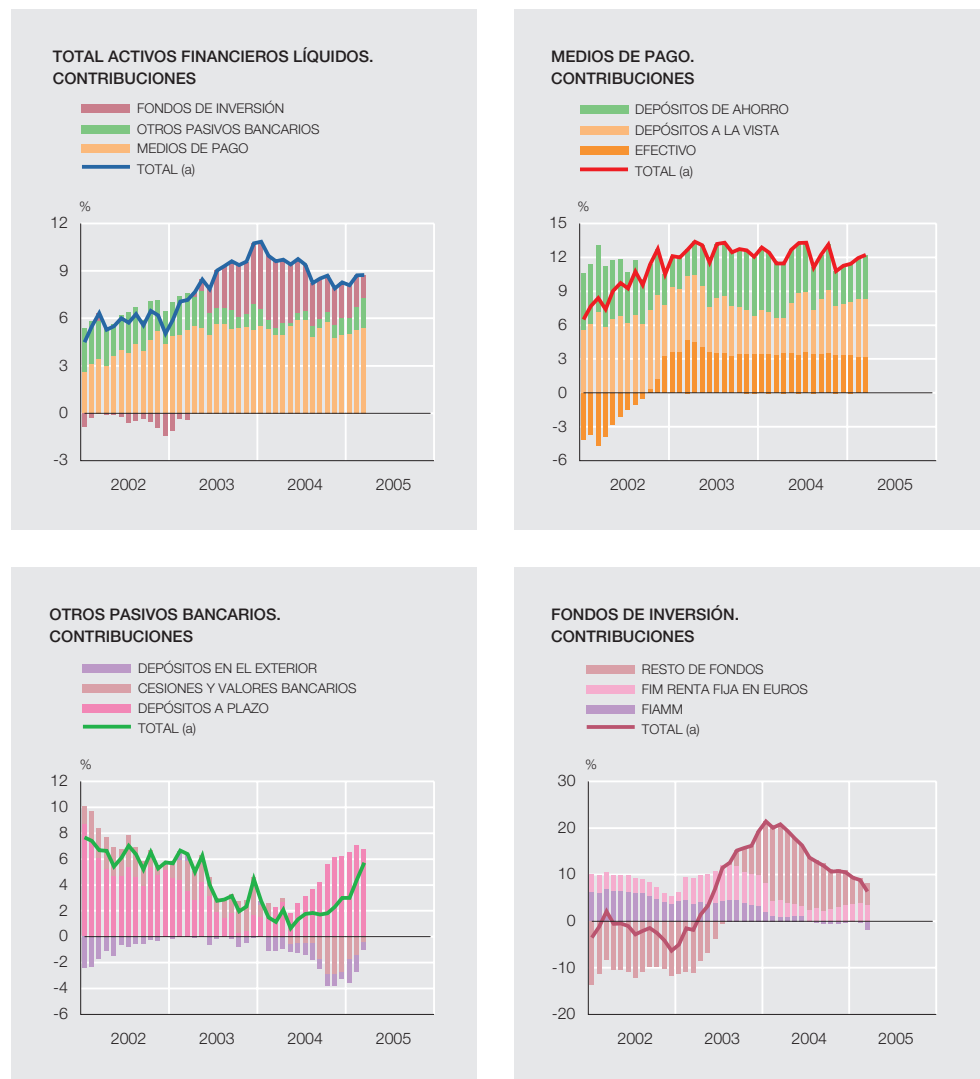 TOTAL ACTIVOS FINANCIEROS LÍQUIDOS.
CONTRIBUCIONES
FONDOS DE INVERSIÓN
OTROS PASIVOS BANCARIOS
MEDIOS DE PAGO
TOTAL (a)
%
12
9
6
3
0
-3
2002 2003 2004 2005
MEDIOS DE PAGO.
CONTRIBUCIONES
DEPÓSITOS DE AHORRO
DEPÓSITOS A LA VISTA
EFECTIVO
TOTAL (a)
%
15
12
9
6
3
0
-3
-6
2002 2003 2004 2005
OTROS PASIVOS BANCARIOS.
CONTRIBUCIONES
DEPÓSITOS EN EL EXTERIOR
CESIONES Y VALORES BANCARIOS
DEPÓSITOS A PLAZO
TOTAL (a)
%
12
10
8
6
4
2
0
-2
-4
-6
2002 2003 2004 2005
FONDOS DE INVERSIÓN.
CONTRIBUCIONES
RESTO DE FONDOS
FIM RENTA FIJA EN EUROS
FIAMM
TOTAL (a)
%
30
20
10
0
-10
-20
2002 2003 2004 2005